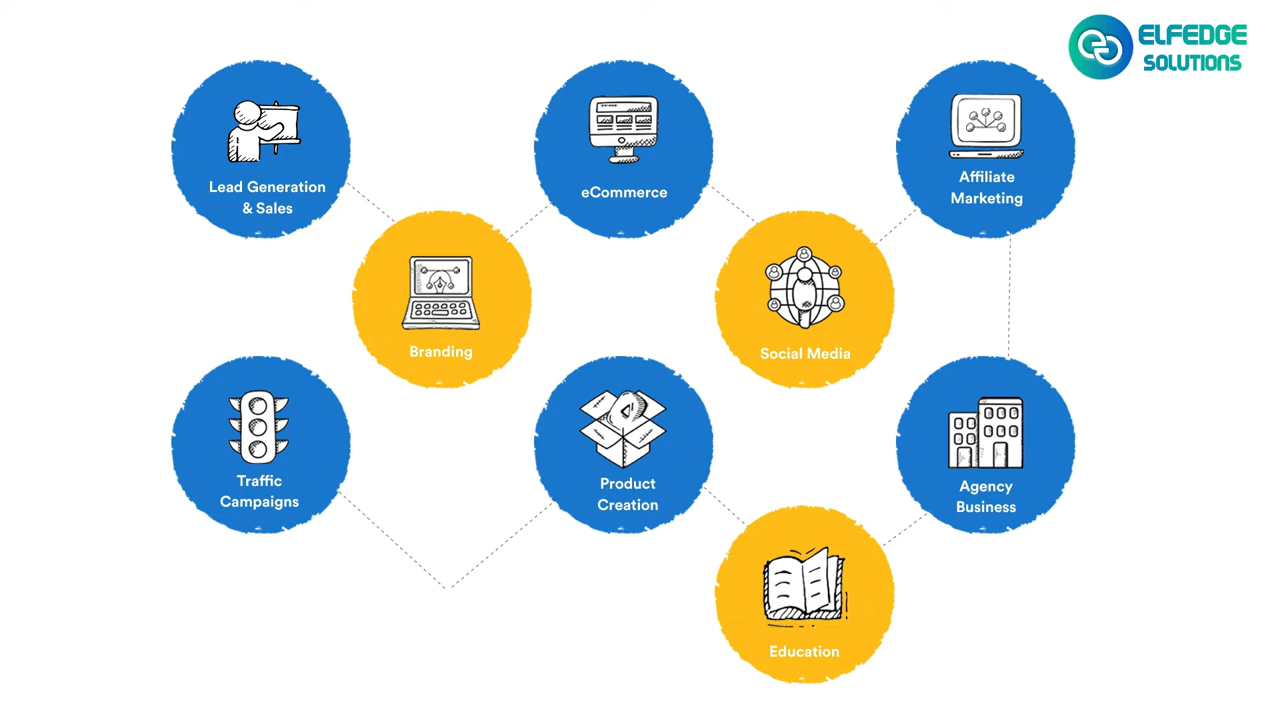 ELFEDGE
SOLUTIONS
Lead Generation
& Sales
eCommerce
Affiliate
Marketing
Branding
Social Media
Traffic
Campaigns
Product
Creation
Agency
Business
Education